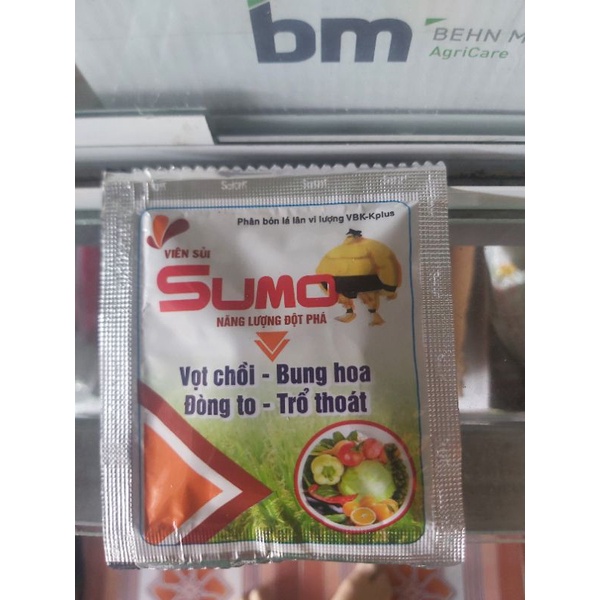 bm
BEHN M
AgriCare
Phân bón lá lân vi lượng VBK-Kplus
VIÊN SỦI
SUMO
NĂNG LƯỢNG ĐỘT PHÁ
Vọt chồi - Bung hoa
Đòng to - Trổ thoát